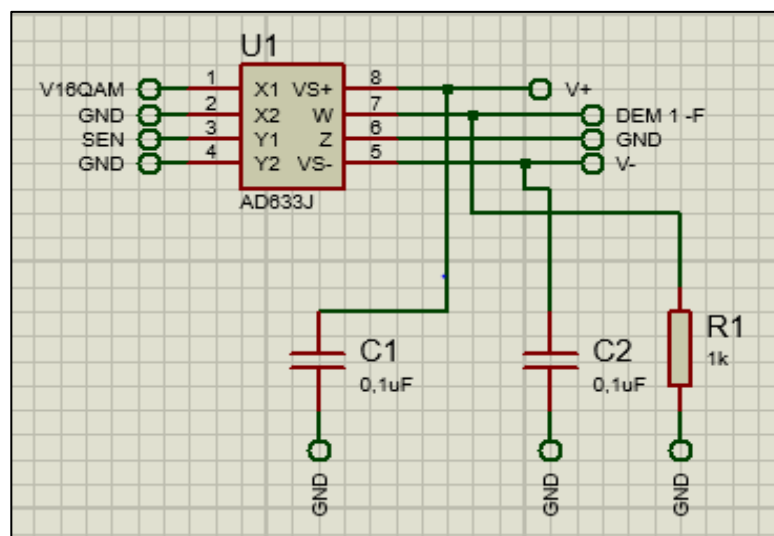 U1
V16QAM 1 X1 VS+ 8 V+
GND 2 X2 W 7 DEM 1 -F
SEN 3 Y1 Z 6 GND
GND 4 Y2 VS- 5 V-
AD633J
C1
0,1uF
C2
0,1uF
R1
1k
GND
GND
GND